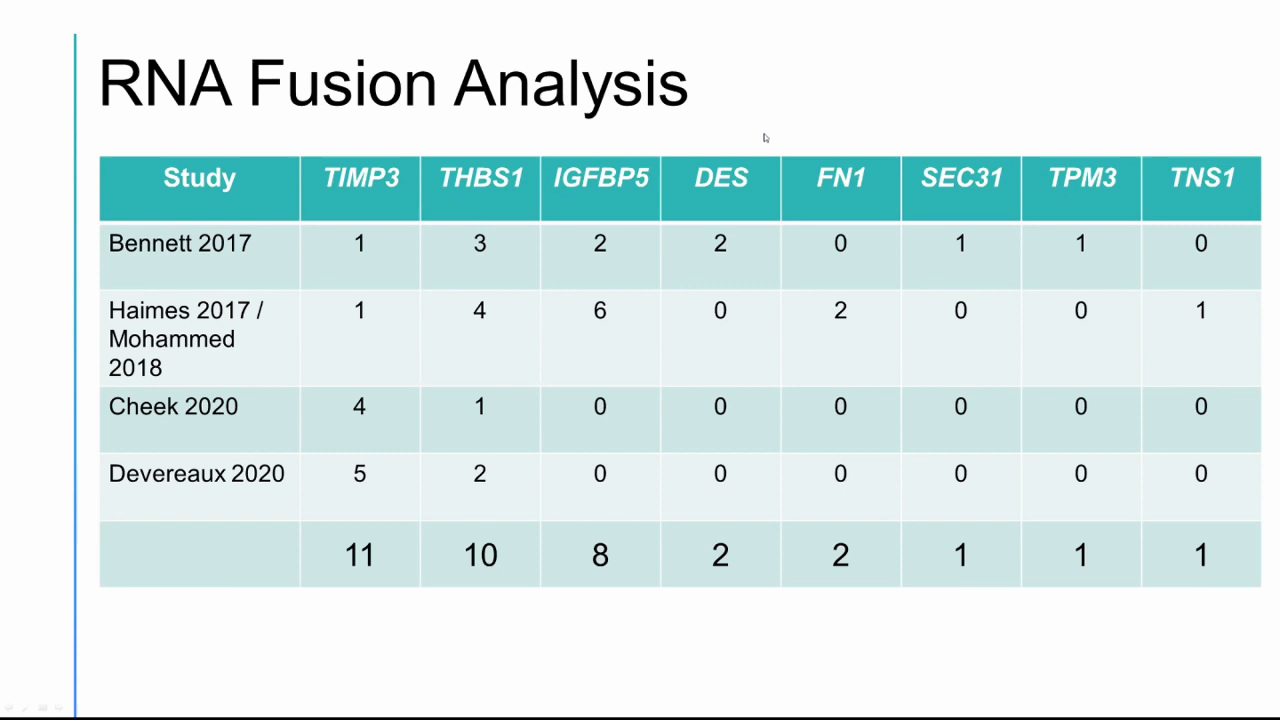 RNA Fusion Analysis
Study TIMP3 THBS1 IGFBP5 DES FN1 SEC31 TPM3 TNS1
Bennett 2017 1 3 2 2 0 1 1 0
Haimes 2017 / 1 4 6 0 2 0 0 1
Mohammed
2018
Cheek 2020 4 1 0 0 0 0 0 0
Devereaux 2020 5 2 0 0 0 0 0 0
11 10 8 2 2 1 1 1